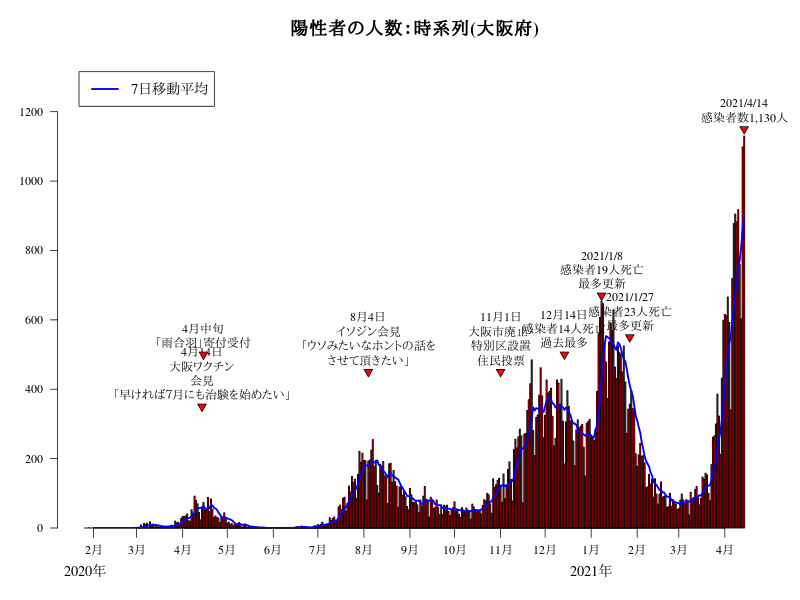 陽性者の人数：時系列(大阪府)
7日移動平均
2021/4/14
感染者数1,130人
2021/1/8
感染者19人死亡
最多更新
2021/1/27
感染者23人死亡
最多更新
12月14日
感染者14人死亡
過去最多
11月1日
大阪市廃止
特別区設置
住民投票
8月4日
イソジン会見
「ウソみたいなホントの話を
させて頂きたい」
4月中旬
「雨合羽」寄付受付
4月14日
大阪ワクチン
会見
「早ければ7月にも治験を始めたい」
1200
1000
800
600
400
200
0
2月 3月 4月 5月 6月 7月 8月 9月 10月 11月 12月 1月 2月 3月 4月
2020年 2021年